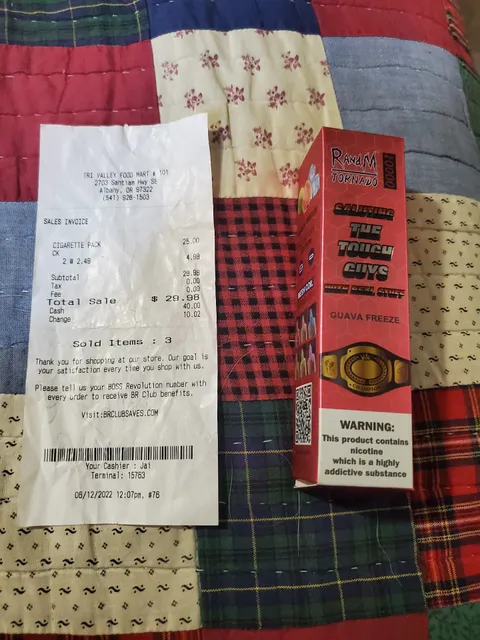 TRI VALLEY FOOD MART # 101
2703 Santiam Hwy SE
Albany, OR 97322
(541) 928-1503
SALES INVOICE
CIGARETTE PACK 25.00
CK 4.98
2 @ 2.49
Subtotal 29.98
Tax 0.00
Fee 0.00
Total Sale $ 29.98
Cash 40.00
Change 10.02
Sold Items : 3
Thank you for shopping at our store. Our goal is
your satisfaction every time you shop with us.
Please tell us your BOSS Revolution number with
every order to receive BR Club benefits.
Visit:BRCLUBSAVES.COM
Your Cashier : Jai
Terminal: 15763
06/12/2022 12:07pm, #76
RANDM
TORNADO
10000
SALUTING
THE
TOUGH
GUYS
GUAVA FREEZE
MESH COIL
WARNING:
This product contains
nicotine
which is a highly
addictive substance